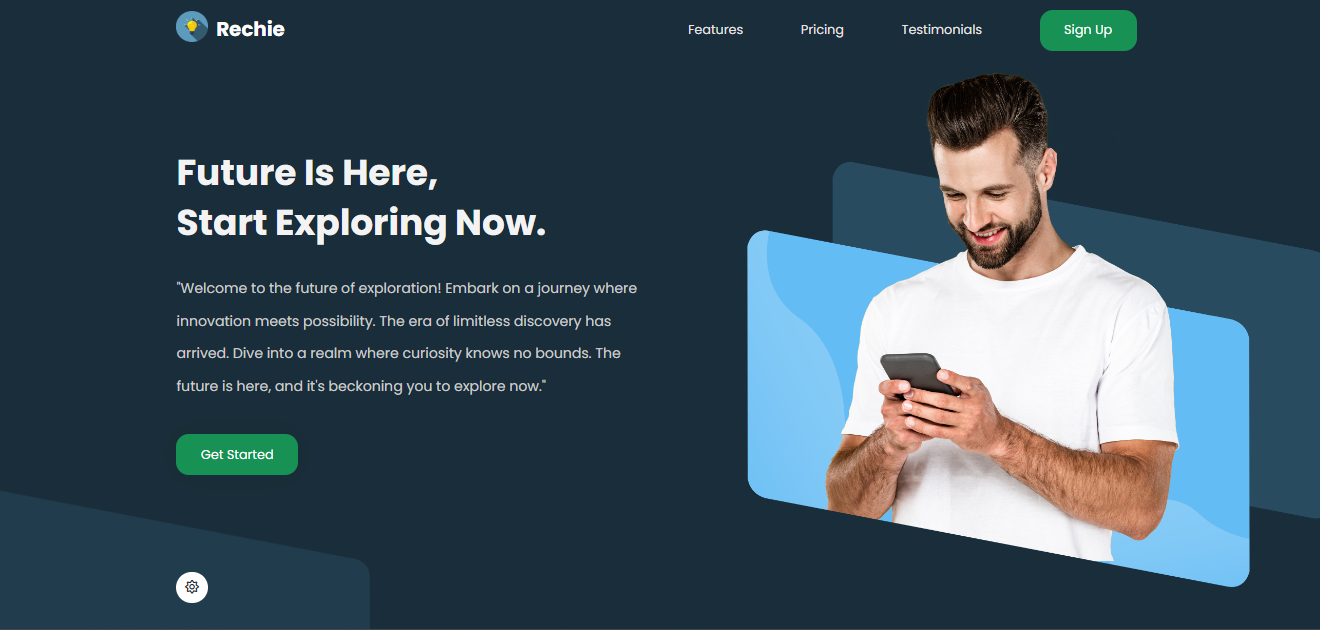 Rechie
Features
Pricing
Testimonials
Sign Up
Future Is Here,
Start Exploring Now.
"Welcome to the future of exploration! Embark on a journey where
innovation meets possibility. The era of limitless discovery has
arrived. Dive into a realm where curiosity knows no bounds. The
future is here, and it's beckoning you to explore now."
Get Started